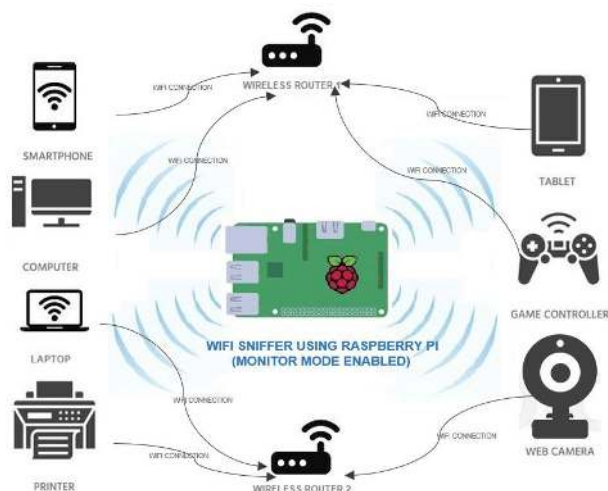 WIRELESS ROUTER 1
WIFI CONNECTION
WIFI CONNECTION
SMARTPHONE
WIFI CONNECTION
WIFI CONNECTION
TABLET
COMPUTER
GAME CONTROLLER
WIFI SNIFFER USING RASPBERRY PI
(MONITOR MODE ENABLED)
LAPTOP
WIFI CONNECTION
WIFI CONNECTION
WIFI CONNECTION
WEB CAMERA
PRINTER
WIRELESS ROUTER 2